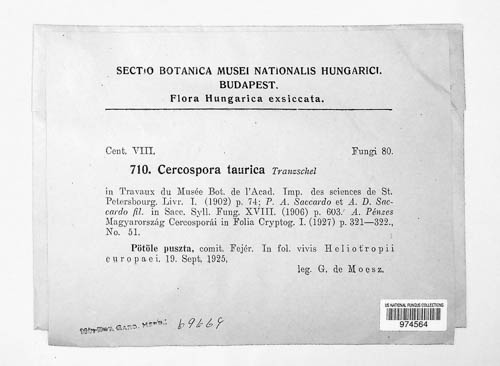 SECTIO BOTANICA MUSEI NATIONALIS HUNGARICI.
BUDAPEST.
Flora Hungarica exsiccata.
Cent. VIII. Fungi 80.
710. Cercospora taurica Tranzschel
in Travaux du Musée Bot. de l'Acad. Imp. des sciences de St.
Petersbourg. Livr. I. (1902) p. 74; P. A. Saccardo et A. D. Sac-
cardo fil. in Sacc. Syll. Fung. XVIII. (1906) p. 603. A. Pénzes
Magyarország Cercosporái in Folia Cryptog. I. (1927) p. 321—322.,
No. 51.
Pötöle puszta, comit. Fejér. In fol. vivis Heliotropii
europaei. 19. Sept. 1925.
leg. G. de Moesz.
GARD.
69664
US NATIONAL FUNGUS COLLECTIONS
974564